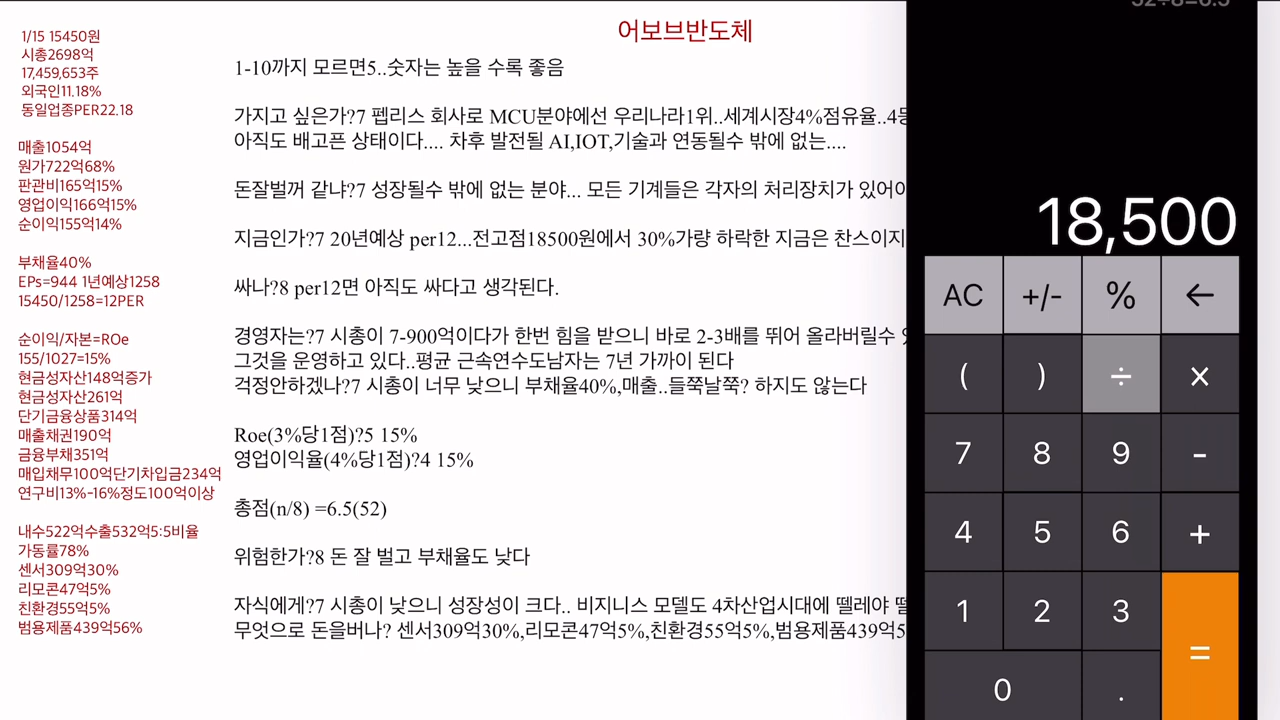 어보브반도체
1/15 15450원
시총2698억
17,459,653주
외국인11.18%
동일업종PER22.18
매출1054억
원가722억68%
판관비165억15%
영업이익166억15%
순이익155억14%
부채율40%
EPs=944 1년예상1258
15450/1258=12PER
순이익/자본=ROe
155/1027=15%
현금성자산148억증가
현금성자산261억
단기금융상품314억
매출채권190억
금융부채351억
매입채무100억단기차입금234억
연구비13%-16%정도100억이상
내수522억수출532억5:5비율
가동률78%
센서309억30%
리모콘47억5%
친환경55억5%
범용제품439억56%
1-10까지 모르면5..숫자는 높을 수록 좋음
가지고 싶은가?7 펩리스 회사로 MCU분야에선 우리나라1위..세계시장4%점유율..4등
아직도 배고픈 상태이다.... 차후 발전될 AI,IOT,기술과 연동될수 밖에 없는....
돈잘벌꺼 같냐?7 성장될수 밖에 없는 분야... 모든 기계들은 각자의 처리장치가 있어야
지금인가?7 20년예상 per12...전고점18500원에서 30%가량 하락한 지금은 찬스이지
싸나?8 per12면 아직도 싸다고 생각된다.
경영자는?7 시총이 7-900억이다가 한번 힘을 받으니 바로 2-3배를 뛰어 올라버릴수
그것을 운영하고 있다..평균 근속연수도남자는 7년 가까이 된다
걱정안하겠나?7 시총이 너무 낮으니 부채율40%,매출..들쭉날쭉? 하지도 않는다
Roe(3%당1점)?5 15%
영업이익율(4%당1점)?4 15%
총점(n/8) =6.5(52)
위험한가?8 돈 잘 벌고 부채율도 낮다
자식에게?7 시총이 낮으니 성장성이 크다.. 비지니스 모델도 4차산업시대에 뗄레야
무엇으로 돈을버나? 센서309억30%,리모콘47억5%,친환경55억5%,범용제품439억5
52÷8=6.5
18,500
AC +/- % ←
( ) ÷ ×
7 8 9 -
4 5 6 +
1 2 3
0 . =